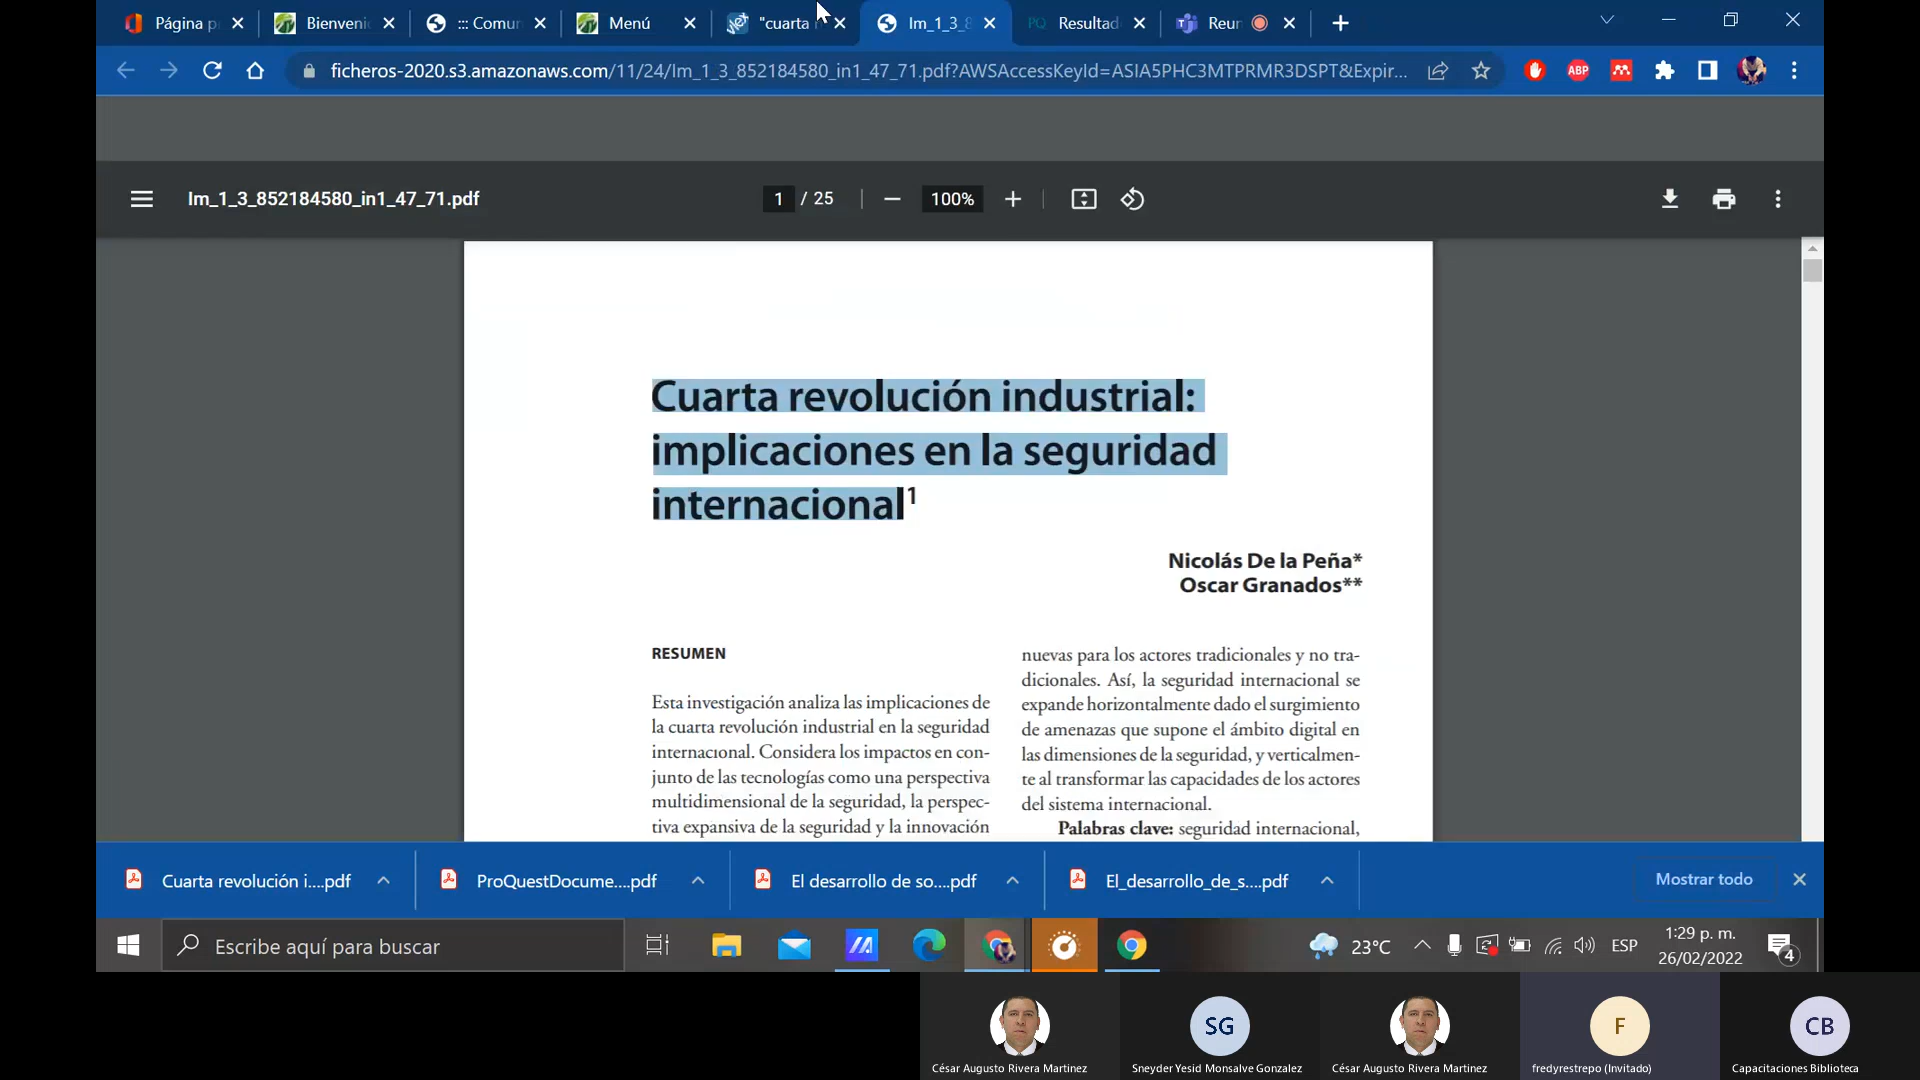 Página p
Bienveni
::: Comu
Menú
"cuarta
Im_1_3_8
Resultad
Reu
ficheros-2020.s3.amazonaws.com/11/24/Im_1_3_852184580_in1_47_71.pdf?AWSAccessKeyId=ASIA5PHC3MTPRMR3DSPT&Expir...
ABP
Im_1_3_852184580_in1_47_71.pdf
1 / 25
100%
Cuarta revolución industrial:
implicaciones en la seguridad
internacional¹
Nicolás De la Peña*
Oscar Granados**
RESUMEN
Esta investigación analiza las implicaciones de
la cuarta revolución industrial en la seguridad
internacional. Considera los impactos en con-
junto de las tecnologías como una perspectiva
multidimensional de la seguridad, la perspec-
tiva expansiva de la seguridad y la innovación
nuevas para los actores tradicionales y no tra-
dicionales. Así, la seguridad internacional se
expande horizontalmente dado el surgimiento
de amenazas que supone el ámbito digital en
las dimensiones de la seguridad, y verticalmen-
te al transformar las capacidades de los actores
del sistema internacional.
Palabras clave: seguridad internacional,
Cuarta revolución i....pdf
ProQuestDocume....pdf
El desarrollo de so....pdf
El_desarrollo_de_s....pdf
Mostrar todo
Escribe aquí para buscar
23°C
ESP
1:29 p. m.
26/02/2022
4
SG
F
CB
César Augusto Rivera Martinez
Sneyder Yesid Monsalve Gonzalez
César Augusto Rivera Martinez
fredyrestrepo (Invitado)
Capacitaciones Biblioteca